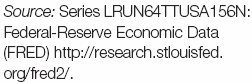 Source: Series LRUN64TTUSA156N:
Federal-Reserve Economic Data
(FRED) http://research.stlouisfed.
org/fred2/.